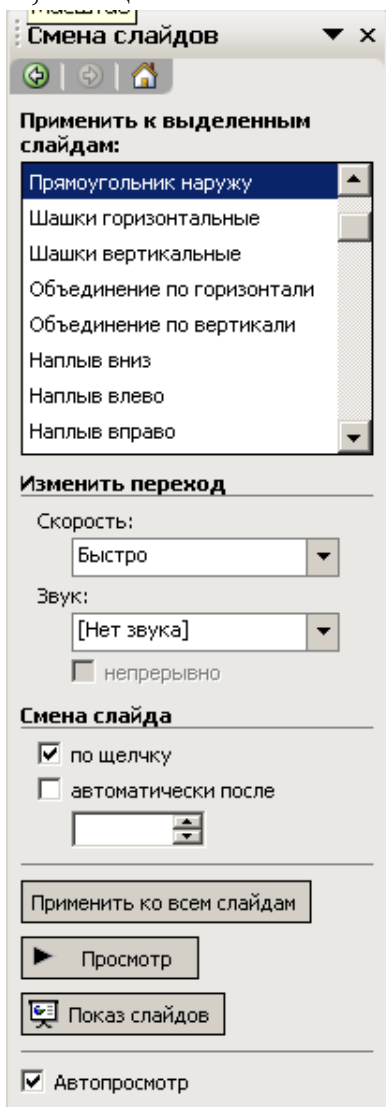 Масштаб
Смена слайдов
Применить к выделенным
слайдам:
Прямоугольник наружу
Шашки горизонтальные
Шашки вертикальные
Объединение по горизонтали
Объединение по вертикали
Наплыв вниз
Наплыв влево
Наплыв вправо
Изменить переход
Скорость:
Быстро
Звук:
[Нет звука]
непрерывно
Смена слайда
по щелчку
автоматически после
Применить ко всем слайдам
Просмотр
Показ слайдов
Автопросмотр